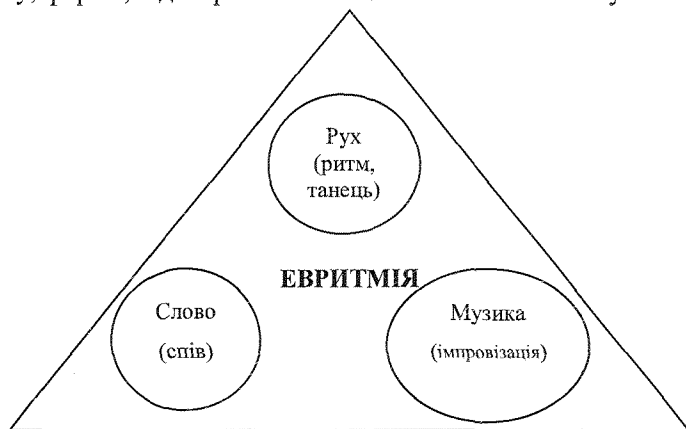 Рух
(ритм,
танець)
ЕВРИТМІЯ
Слово
(спів)
Музика
(імпровізація)